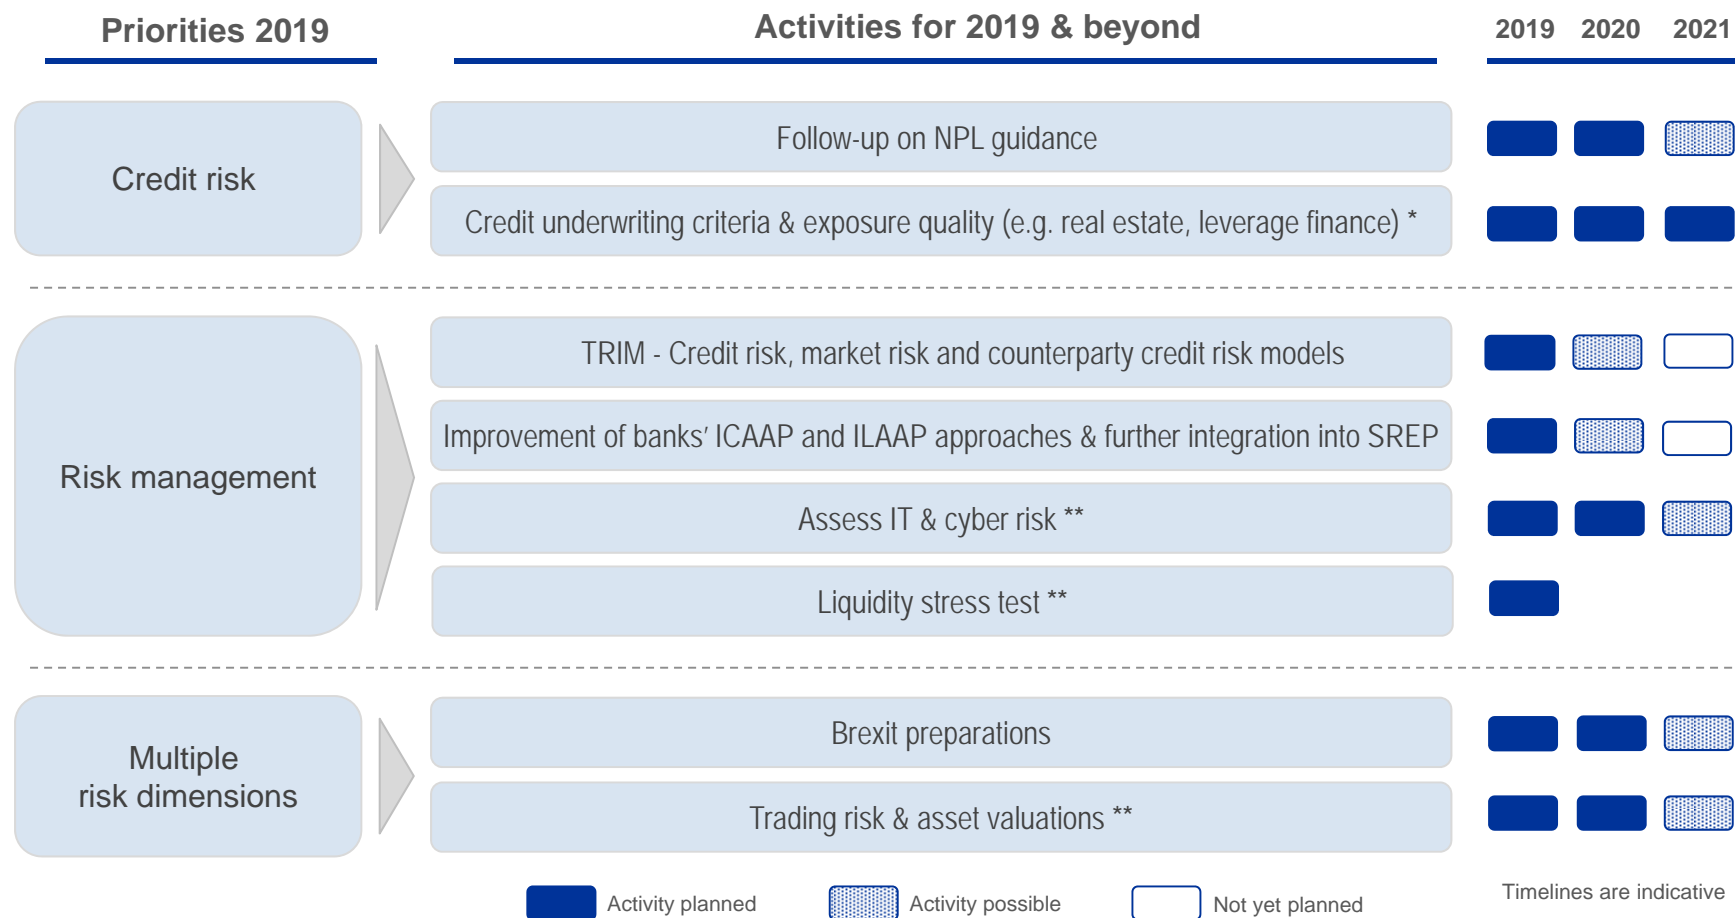 Priorities 2019
Activities for 2019 & beyond
2019 2020 2021
Credit risk
Follow-up on NPL guidance
Credit underwriting criteria & exposure quality (e.g. real estate, leverage finance) *
Risk management
TRIM - Credit risk, market risk and counterparty credit risk models
Improvement of banks’ ICAAP and ILAAP approaches & further integration into SREP
Assess IT & cyber risk **
Liquidity stress test **
Multiple
risk dimensions
Brexit preparations
Trading risk & asset valuations **
Activity planned
Activity possible
Not yet planned
Timelines are indicative